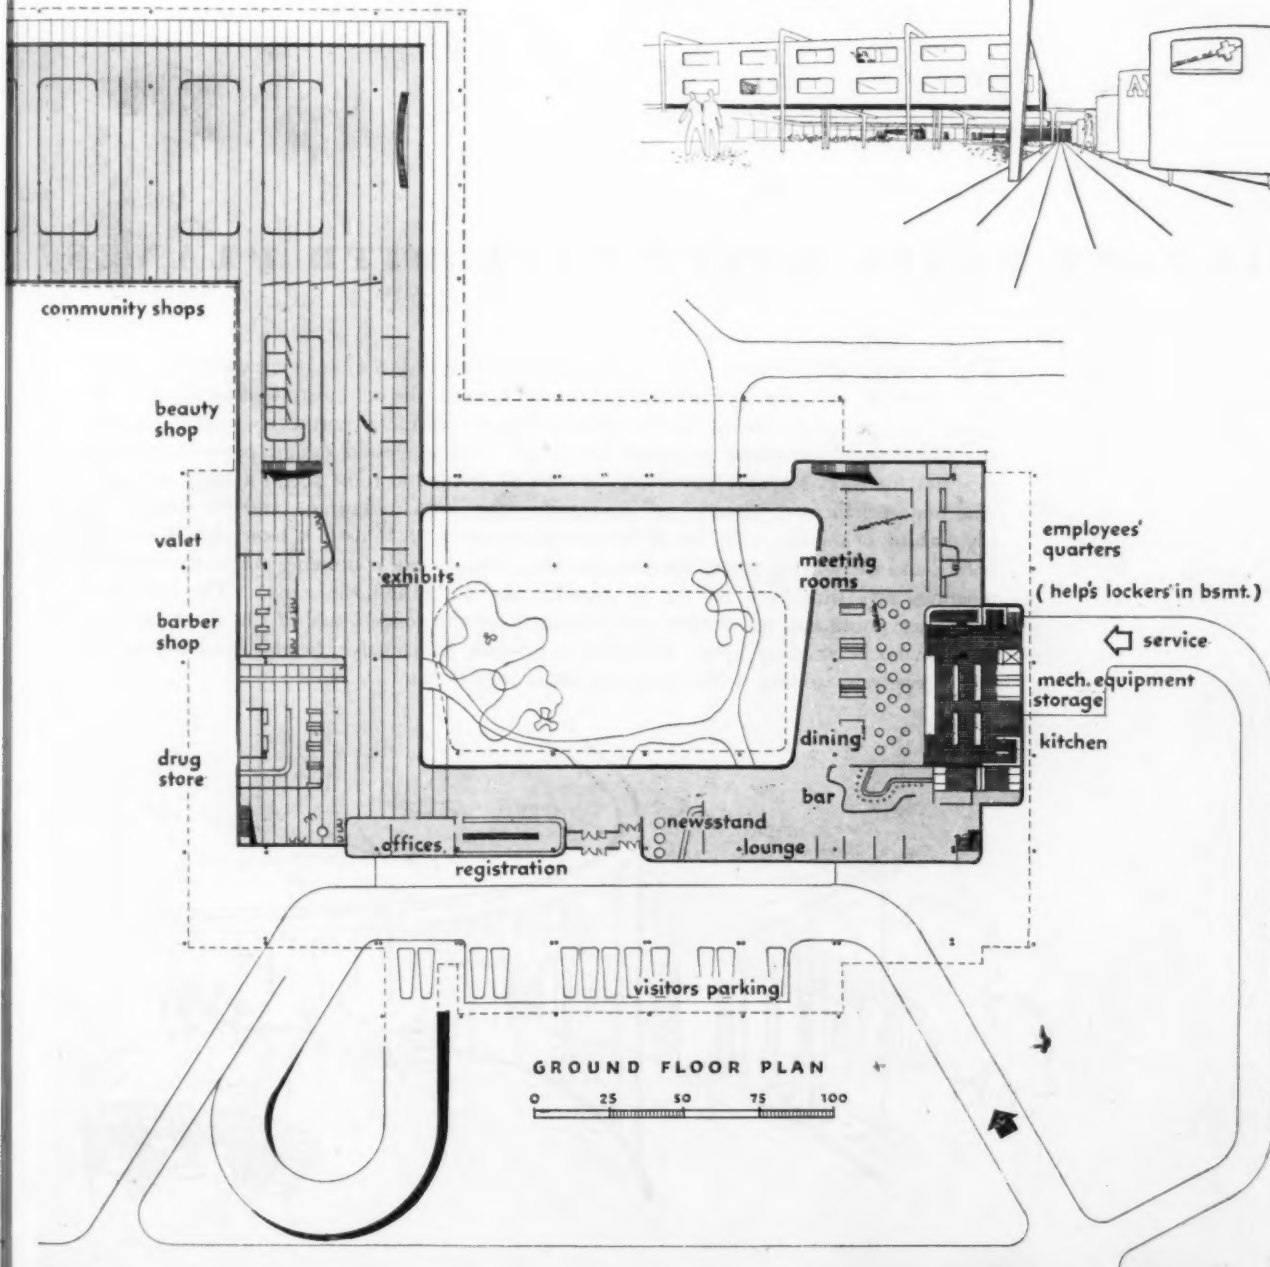 AV
community shops
beauty
shop
valet
exhibits
meeting
rooms
employees'
quarters
(help's lockers in bsmt.)
barber
shop
service
mech. equipment
storage
drug
store
dining
kitchen
bar
newsstand
offices
lounge
registration
visitors parking
GROUND FLOOR PLAN
0 25 50 75 100